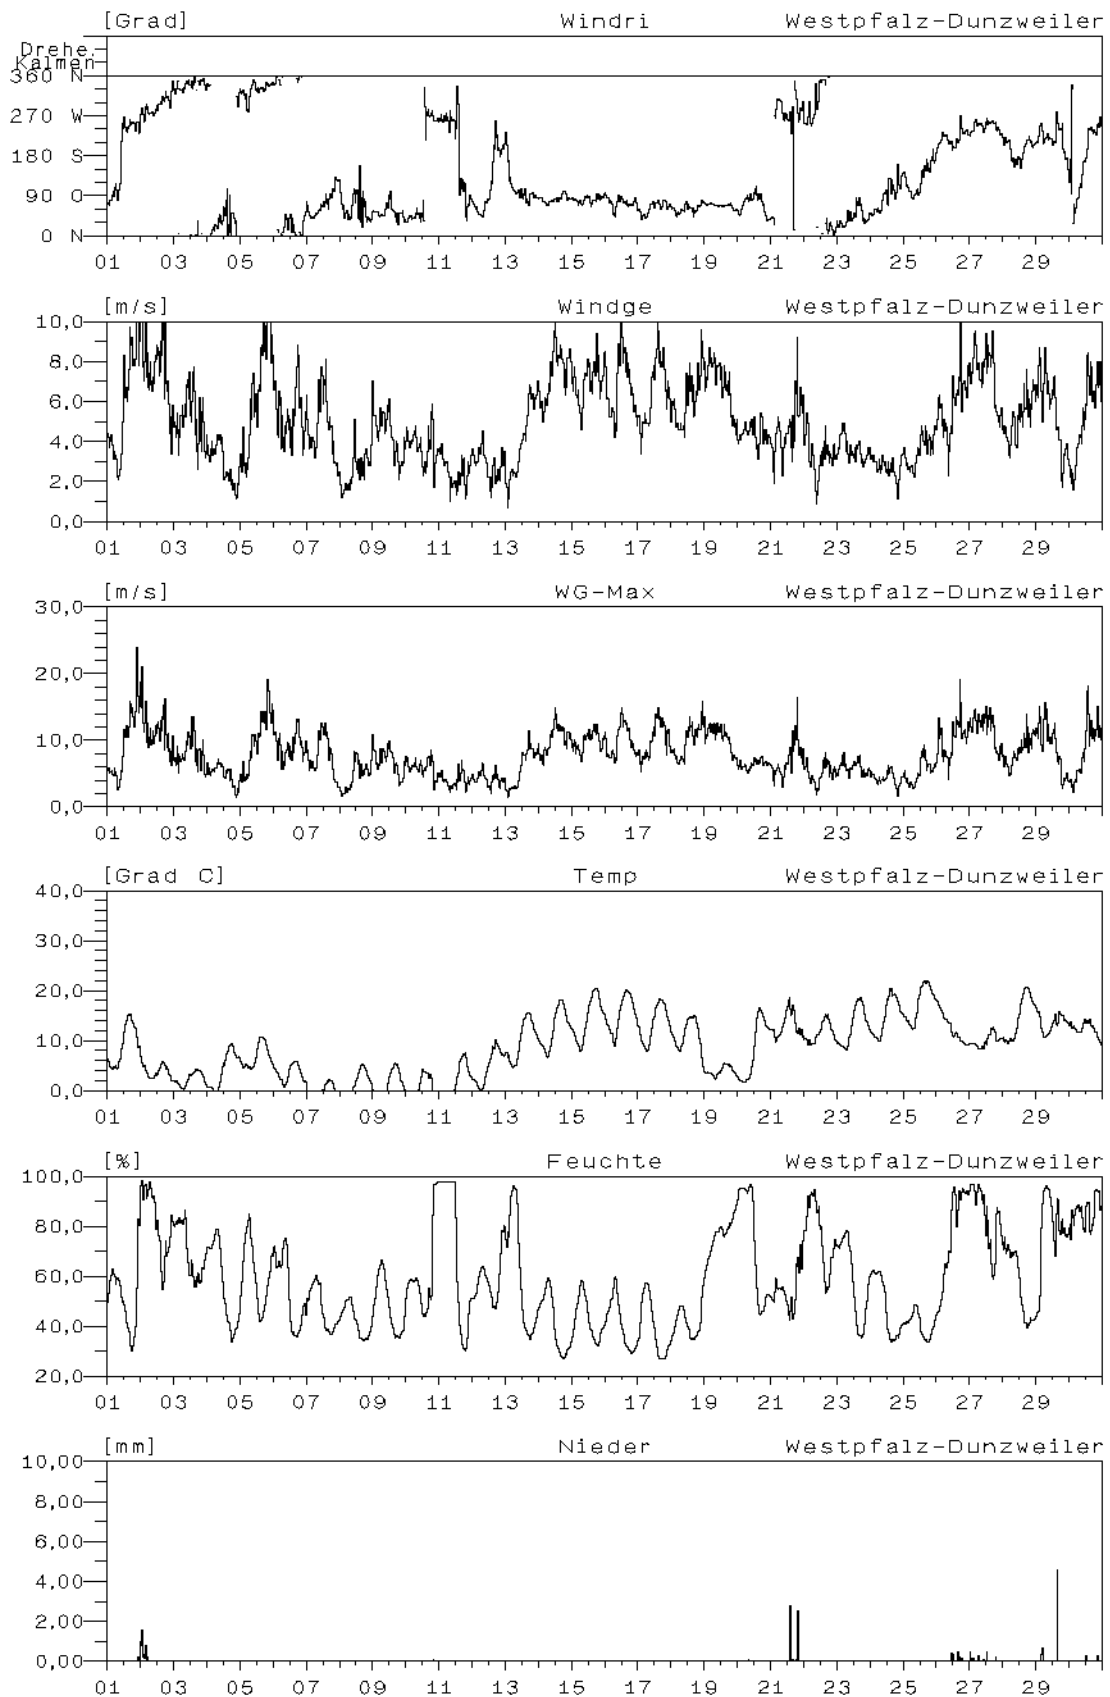 [Grad] Windri Westpfalz-Dunzweiler
Drehe.
Kalmen
360 N
270 W
180 S
90 O
0 N
01 03 05 07 09 11 13 15 17 19 21 23 25 27 29
[m/s] Windge Westpfalz-Dunzweiler
10,0
8,0
6,0
4,0
2,0
0,0
01 03 05 07 09 11 13 15 17 19 21 23 25 27 29
[m/s] WG-Max Westpfalz-Dunzweiler
30,0
20,0
10,0
0,0
01 03 05 07 09 11 13 15 17 19 21 23 25 27 29
[Grad C] Temp Westpfalz-Dunzweiler
40,0
30,0
20,0
10,0
0,0
01 03 05 07 09 11 13 15 17 19 21 23 25 27 29
[%] Feuchte Westpfalz-Dunzweiler
100,0
80,0
60,0
40,0
20,0
01 03 05 07 09 11 13 15 17 19 21 23 25 27 29
[mm] Nieder Westpfalz-Dunzweiler
10,00
8,00
6,00
4,00
2,00
0,00
01 03 05 07 09 11 13 15 17 19 21 23 25 27 29